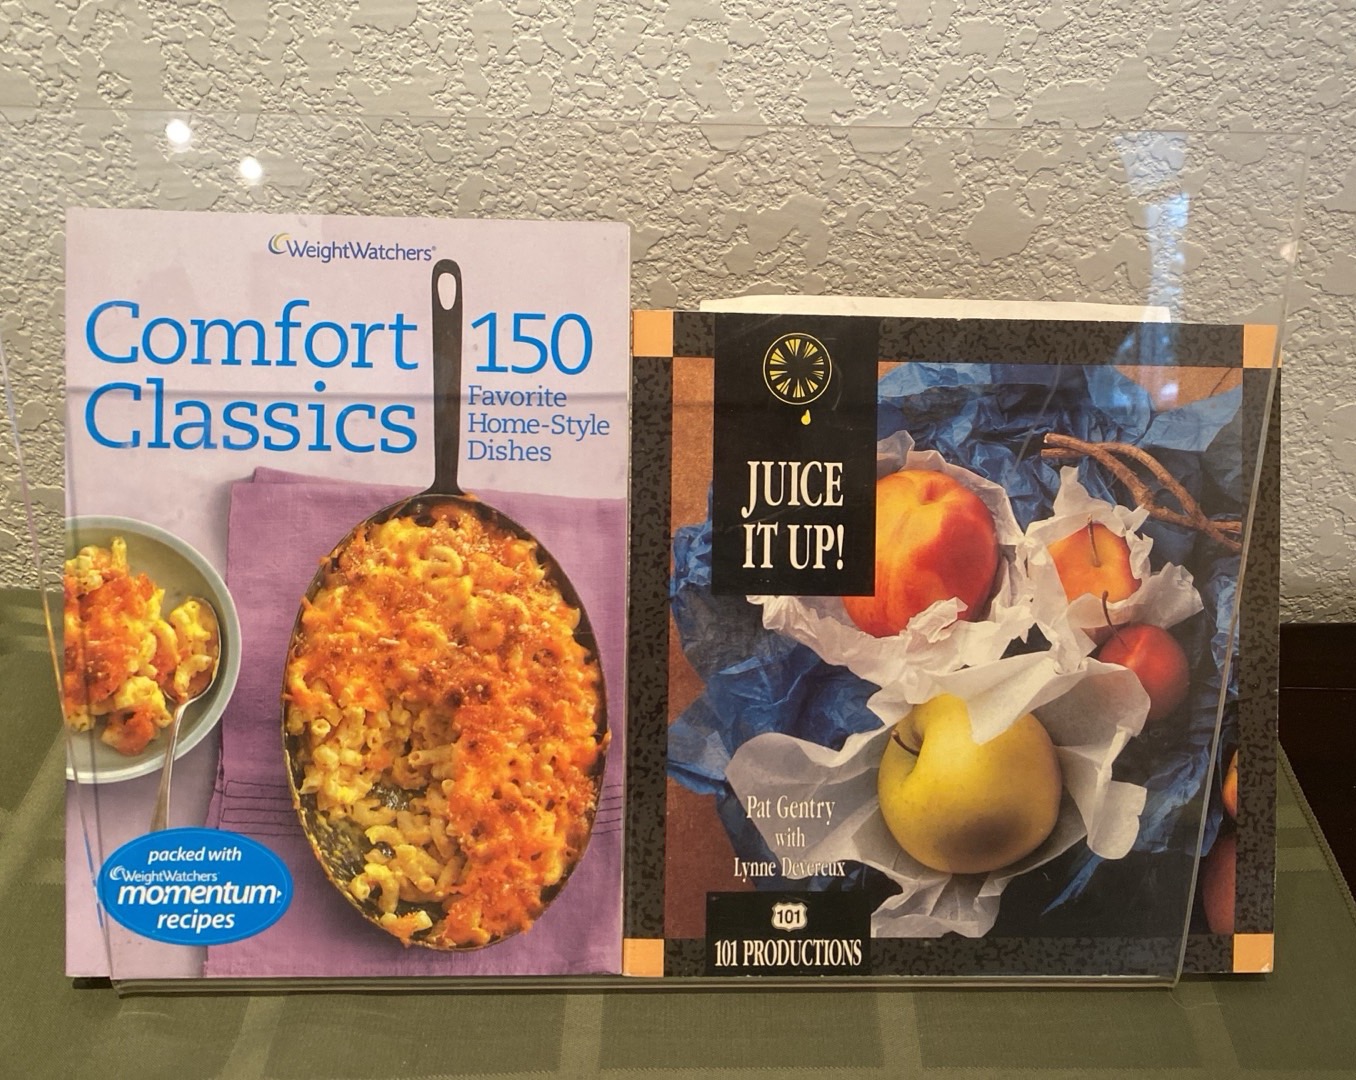 WeightWatchers®
Comfort
Classics
150
Favorite
Home-Style
Dishes
packed with
WeightWatchers
momentum
recipes
JUICE
IT UP!
Pat Gentry
with
Lynne Devereux
101
101 PRODUCTIONS